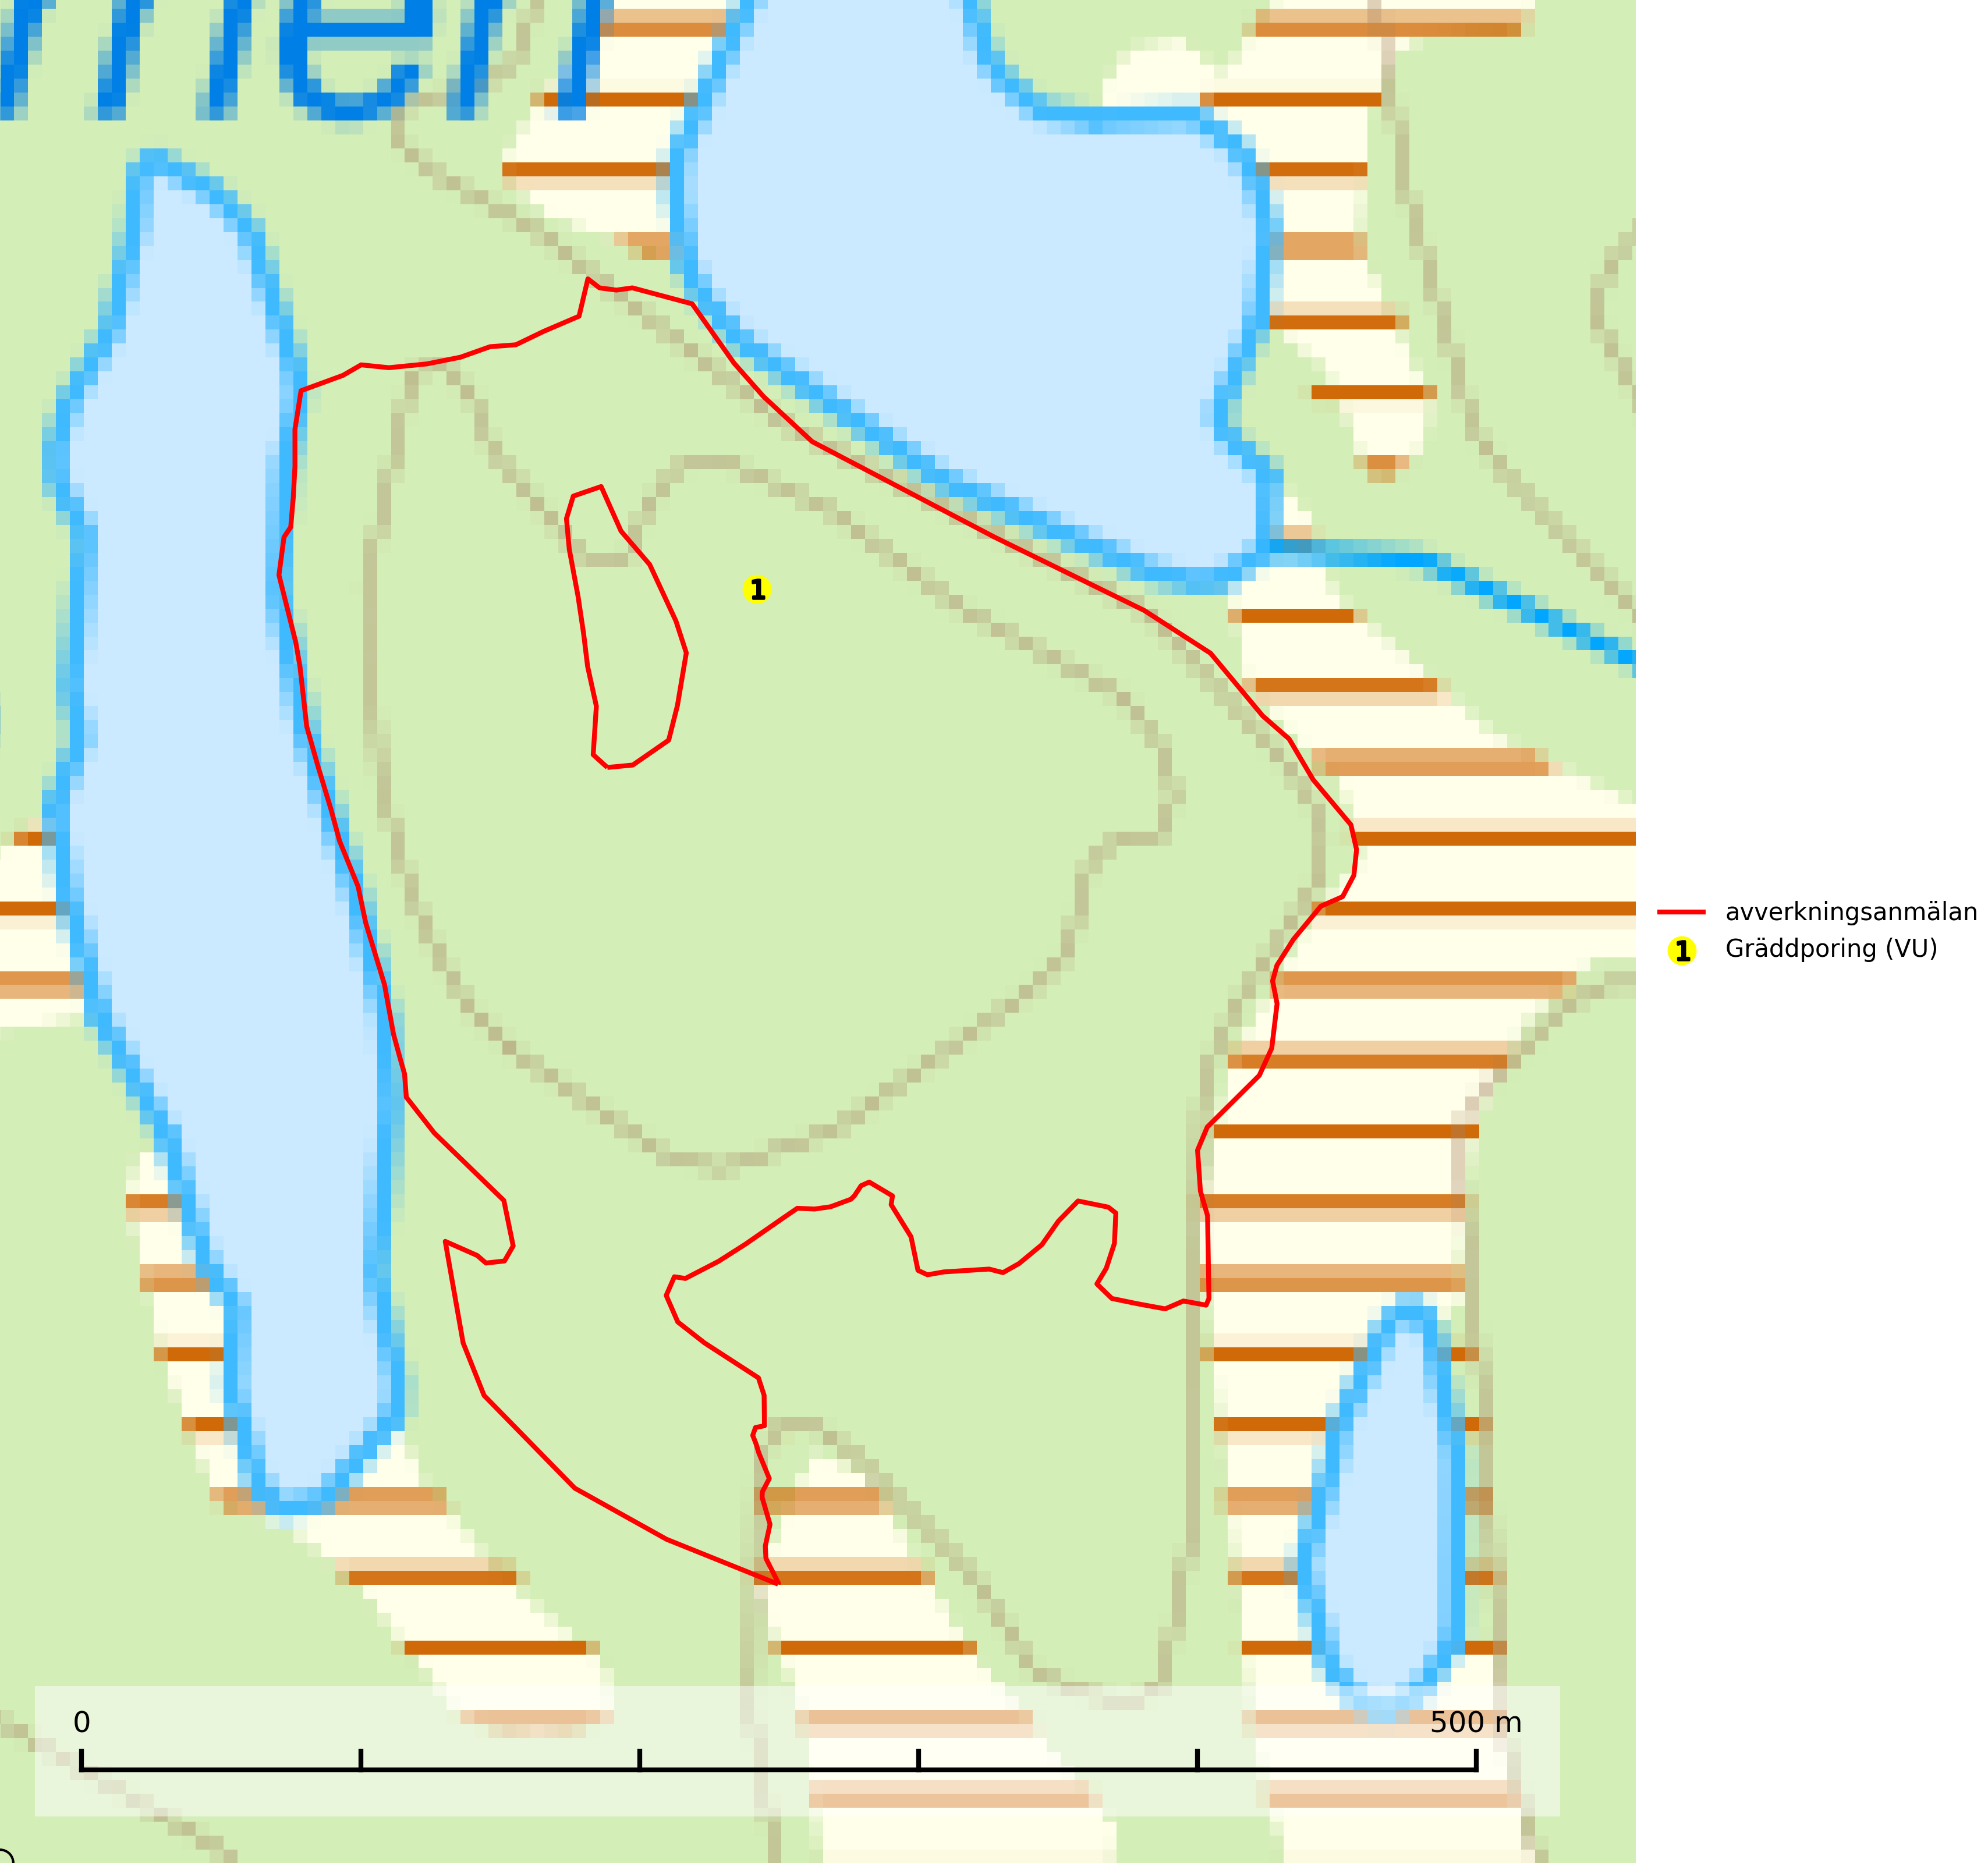 1
avverkningsanmälan
1 Gräddporing (VU)
0 500 m